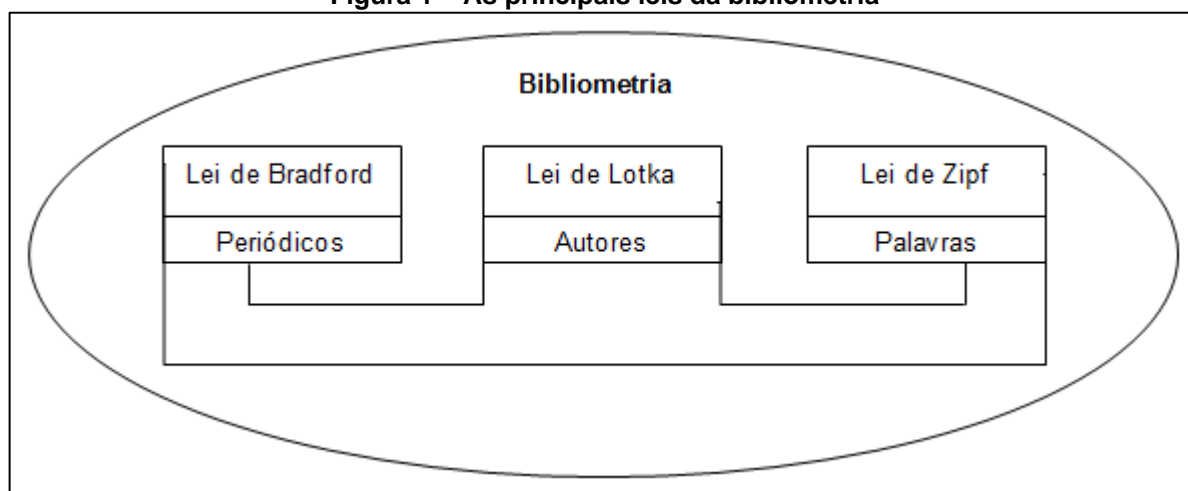 Figura 1 – As principais leis da bibliometria
Bibliometria
Lei de Bradford
Periódicos
Lei de Lotka
Autores
Lei de Zipf
Palavras